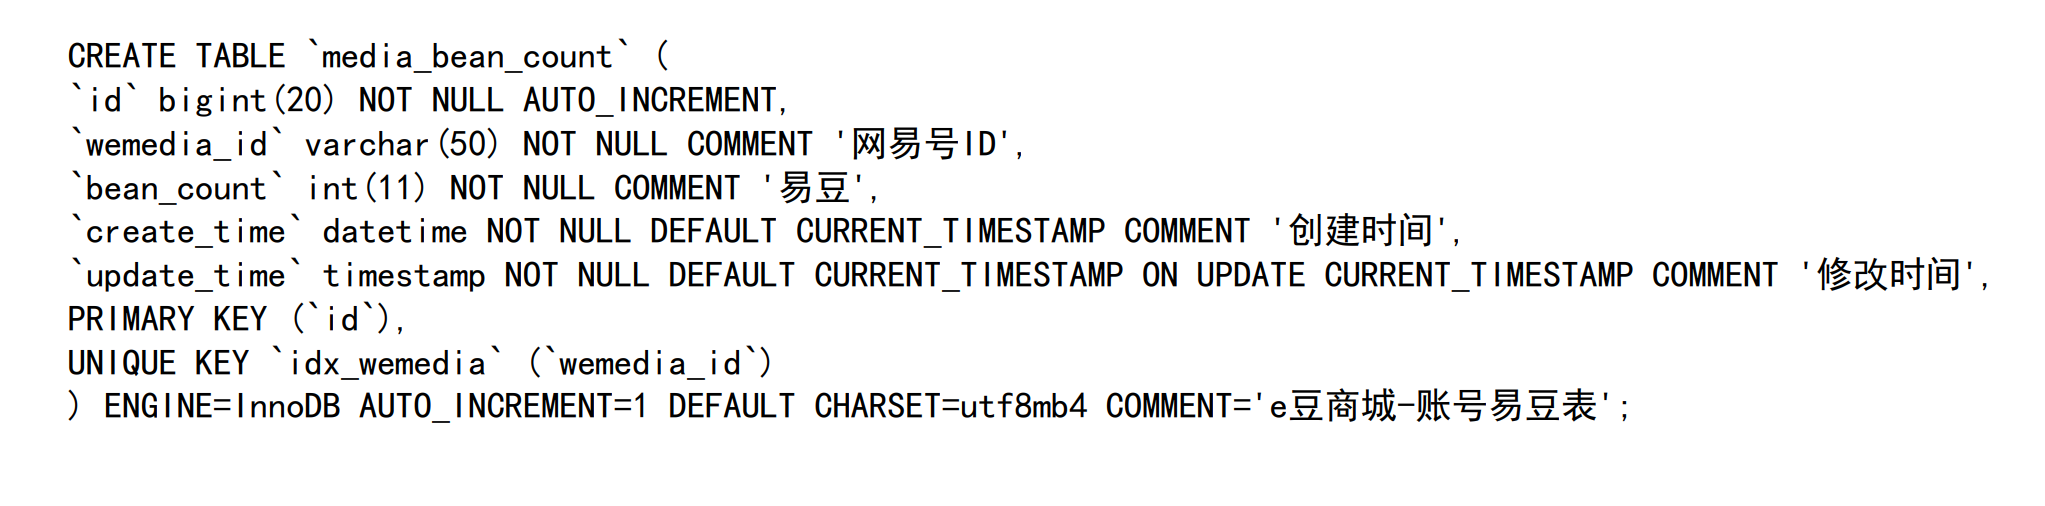 CREATE TABLE `media_bean_count` (
`id` bigint(20) NOT NULL AUTO_INCREMENT,
`wemedia_id` varchar(50) NOT NULL COMMENT '网易号ID',
`bean_count` int(11) NOT NULL COMMENT '易豆',
`create_time` datetime NOT NULL DEFAULT CURRENT_TIMESTAMP COMMENT '创建时间',
`update_time` timestamp NOT NULL DEFAULT CURRENT_TIMESTAMP ON UPDATE CURRENT_TIMESTAMP COMMENT '修改时间',
PRIMARY KEY (`id`),
UNIQUE KEY `idx_wemedia` (`wemedia_id`)
) ENGINE=InnoDB AUTO_INCREMENT=1 DEFAULT CHARSET=utf8mb4 COMMENT='e豆商城-账号易豆表';